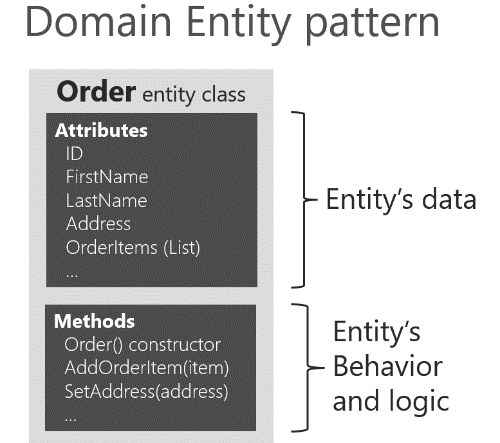 Domain Entity pattern
Order entity class
Attributes
ID
FirstName
LastName
Address
OrderItems (List)
...
Entity's data
Methods
Order() constructor
AddOrderItem(item)
SetAddress(address)
...
Entity's
Behavior
and logic